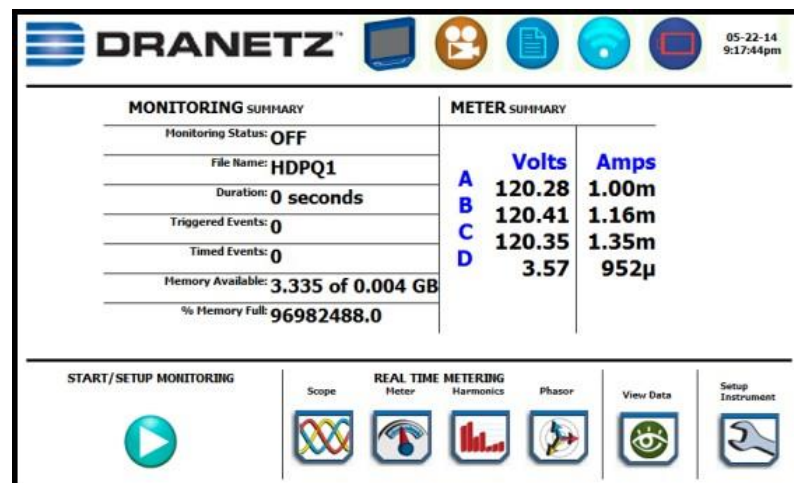 DRANETZ
05-22-14
9:17:44pm
MONITORING SUMMARY
Monitoring Status: OFF
File Name: HDPQ1
Duration: 0 seconds
Triggered Events: 0
Timed Events: 0
Memory Available: 3.335 of 0.004 GB
% Memory Full: 96982488.0
METER SUMMARY
Volts Amps
A 120.28 1.00m
B 120.41 1.16m
C 120.35 1.35m
D 3.57 952µ
START/SETUP MONITORING
REAL TIME METERING
Scope Meter Harmonics Phasor
View Data
Setup
Instrument